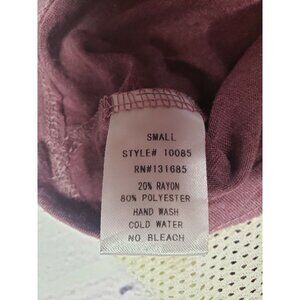 SMALL
STYLE# 10085
RN#131685
20% RAYON
80% POLYESTER
HAND WASH
COLD WATER
NO BLEACH